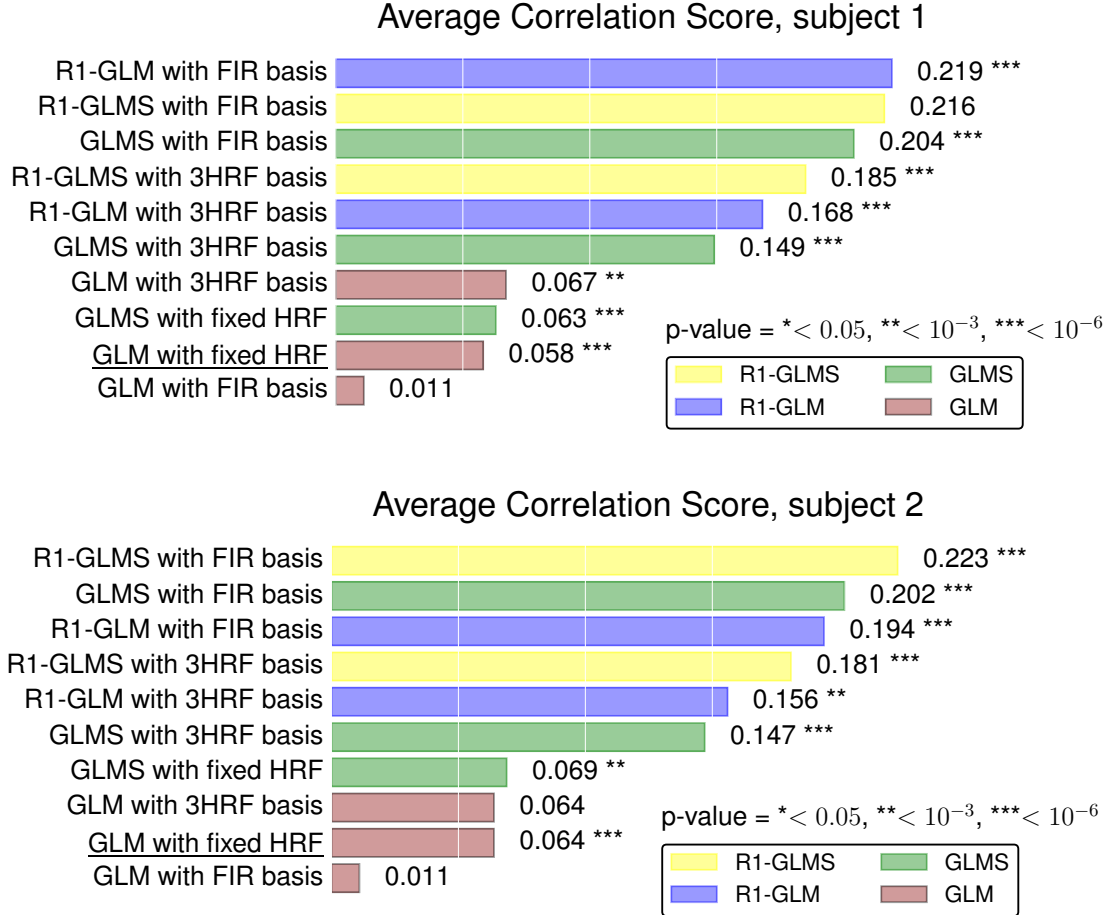 Average Correlation Score, subject 1
R1-GLM with FIR basis 0.219 ***
R1-GLMS with FIR basis 0.216
GLMS with FIR basis 0.204 ***
R1-GLMS with 3HRF basis 0.185 ***
R1-GLM with 3HRF basis 0.168 ***
GLMS with 3HRF basis 0.149 ***
GLM with 3HRF basis 0.067 **
GLMS with fixed HRF 0.063 ***
GLM with fixed HRF 0.058 ***
GLM with FIR basis 0.011
p-value = *< 0.05, **< 10⁻³, ***< 10⁻⁶
R1-GLMS GLMS
R1-GLM GLM
Average Correlation Score, subject 2
R1-GLMS with FIR basis 0.223 ***
GLMS with FIR basis 0.202 ***
R1-GLM with FIR basis 0.194 ***
R1-GLMS with 3HRF basis 0.181 ***
R1-GLM with 3HRF basis 0.156 **
GLMS with 3HRF basis 0.147 ***
GLMS with fixed HRF 0.069 **
GLM with 3HRF basis 0.064
GLM with fixed HRF 0.064 ***
GLM with FIR basis 0.011
p-value = *< 0.05, **< 10⁻³, ***< 10⁻⁶
R1-GLMS GLMS
R1-GLM GLM